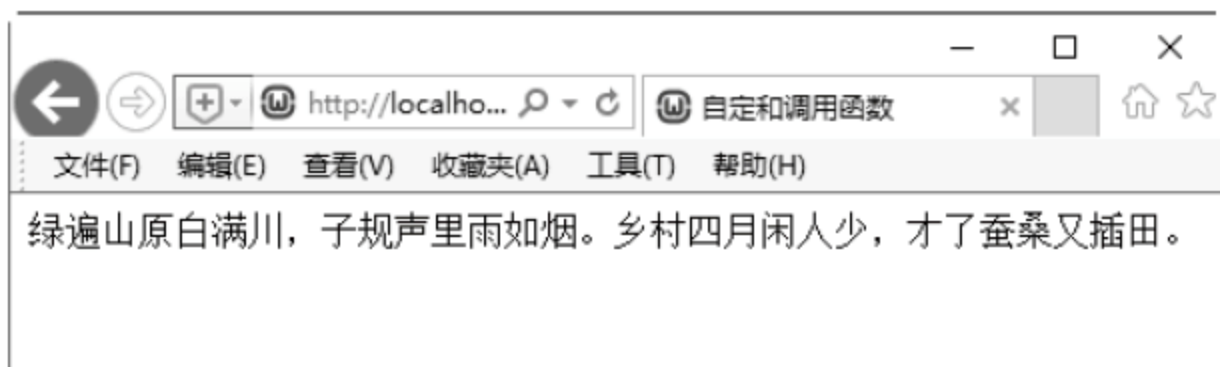 http://localho...
自定和调用函数
文件(F) 编辑(E) 查看(V) 收藏夹(A) 工具(T) 帮助(H)
绿遍山原白满川，子规声里雨如烟。乡村四月闲人少，才了蚕桑又插田。